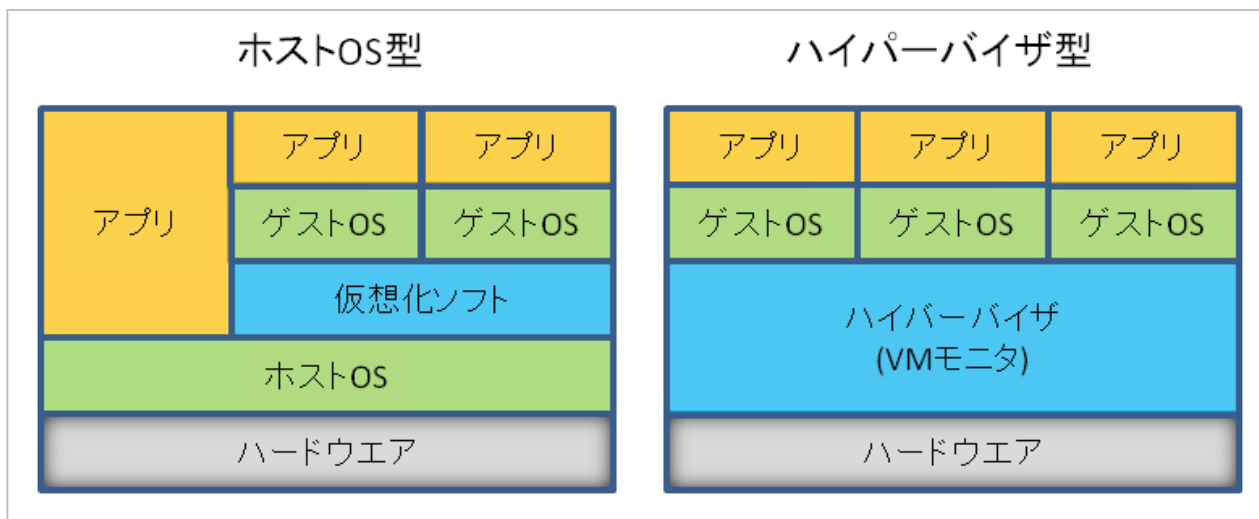 ホストOS型
アプリ
アプリ
アプリ
ゲストOS
ゲストOS
仮想化ソフト
ホストOS
ハードウエア
ハイパーバイザ型
アプリ
アプリ
アプリ
ゲストOS
ゲストOS
ゲストOS
ハイバーバイザ
(VMモニタ)
ハードウエア